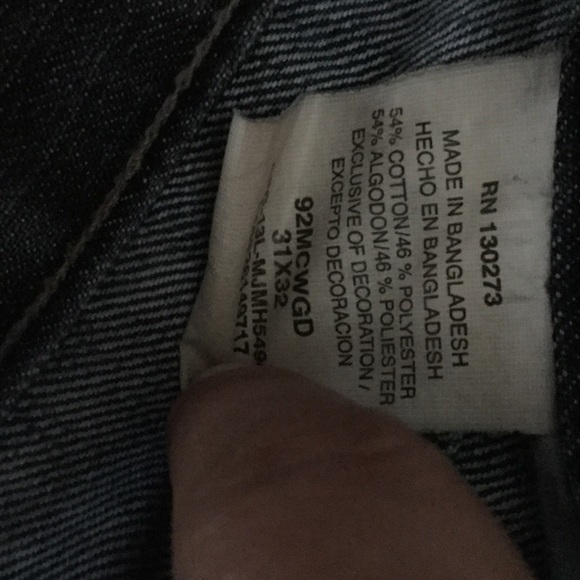 RN 130273
MADE IN BANGLADESH
HECHO EN BANGLADESH
54% COTTON/46 % POLYESTER
54% ALGODON/46 % POLIESTER
EXCLUSIVE OF DECORATION /
EXCEPTO DECORACION
92MCWGD
31X32